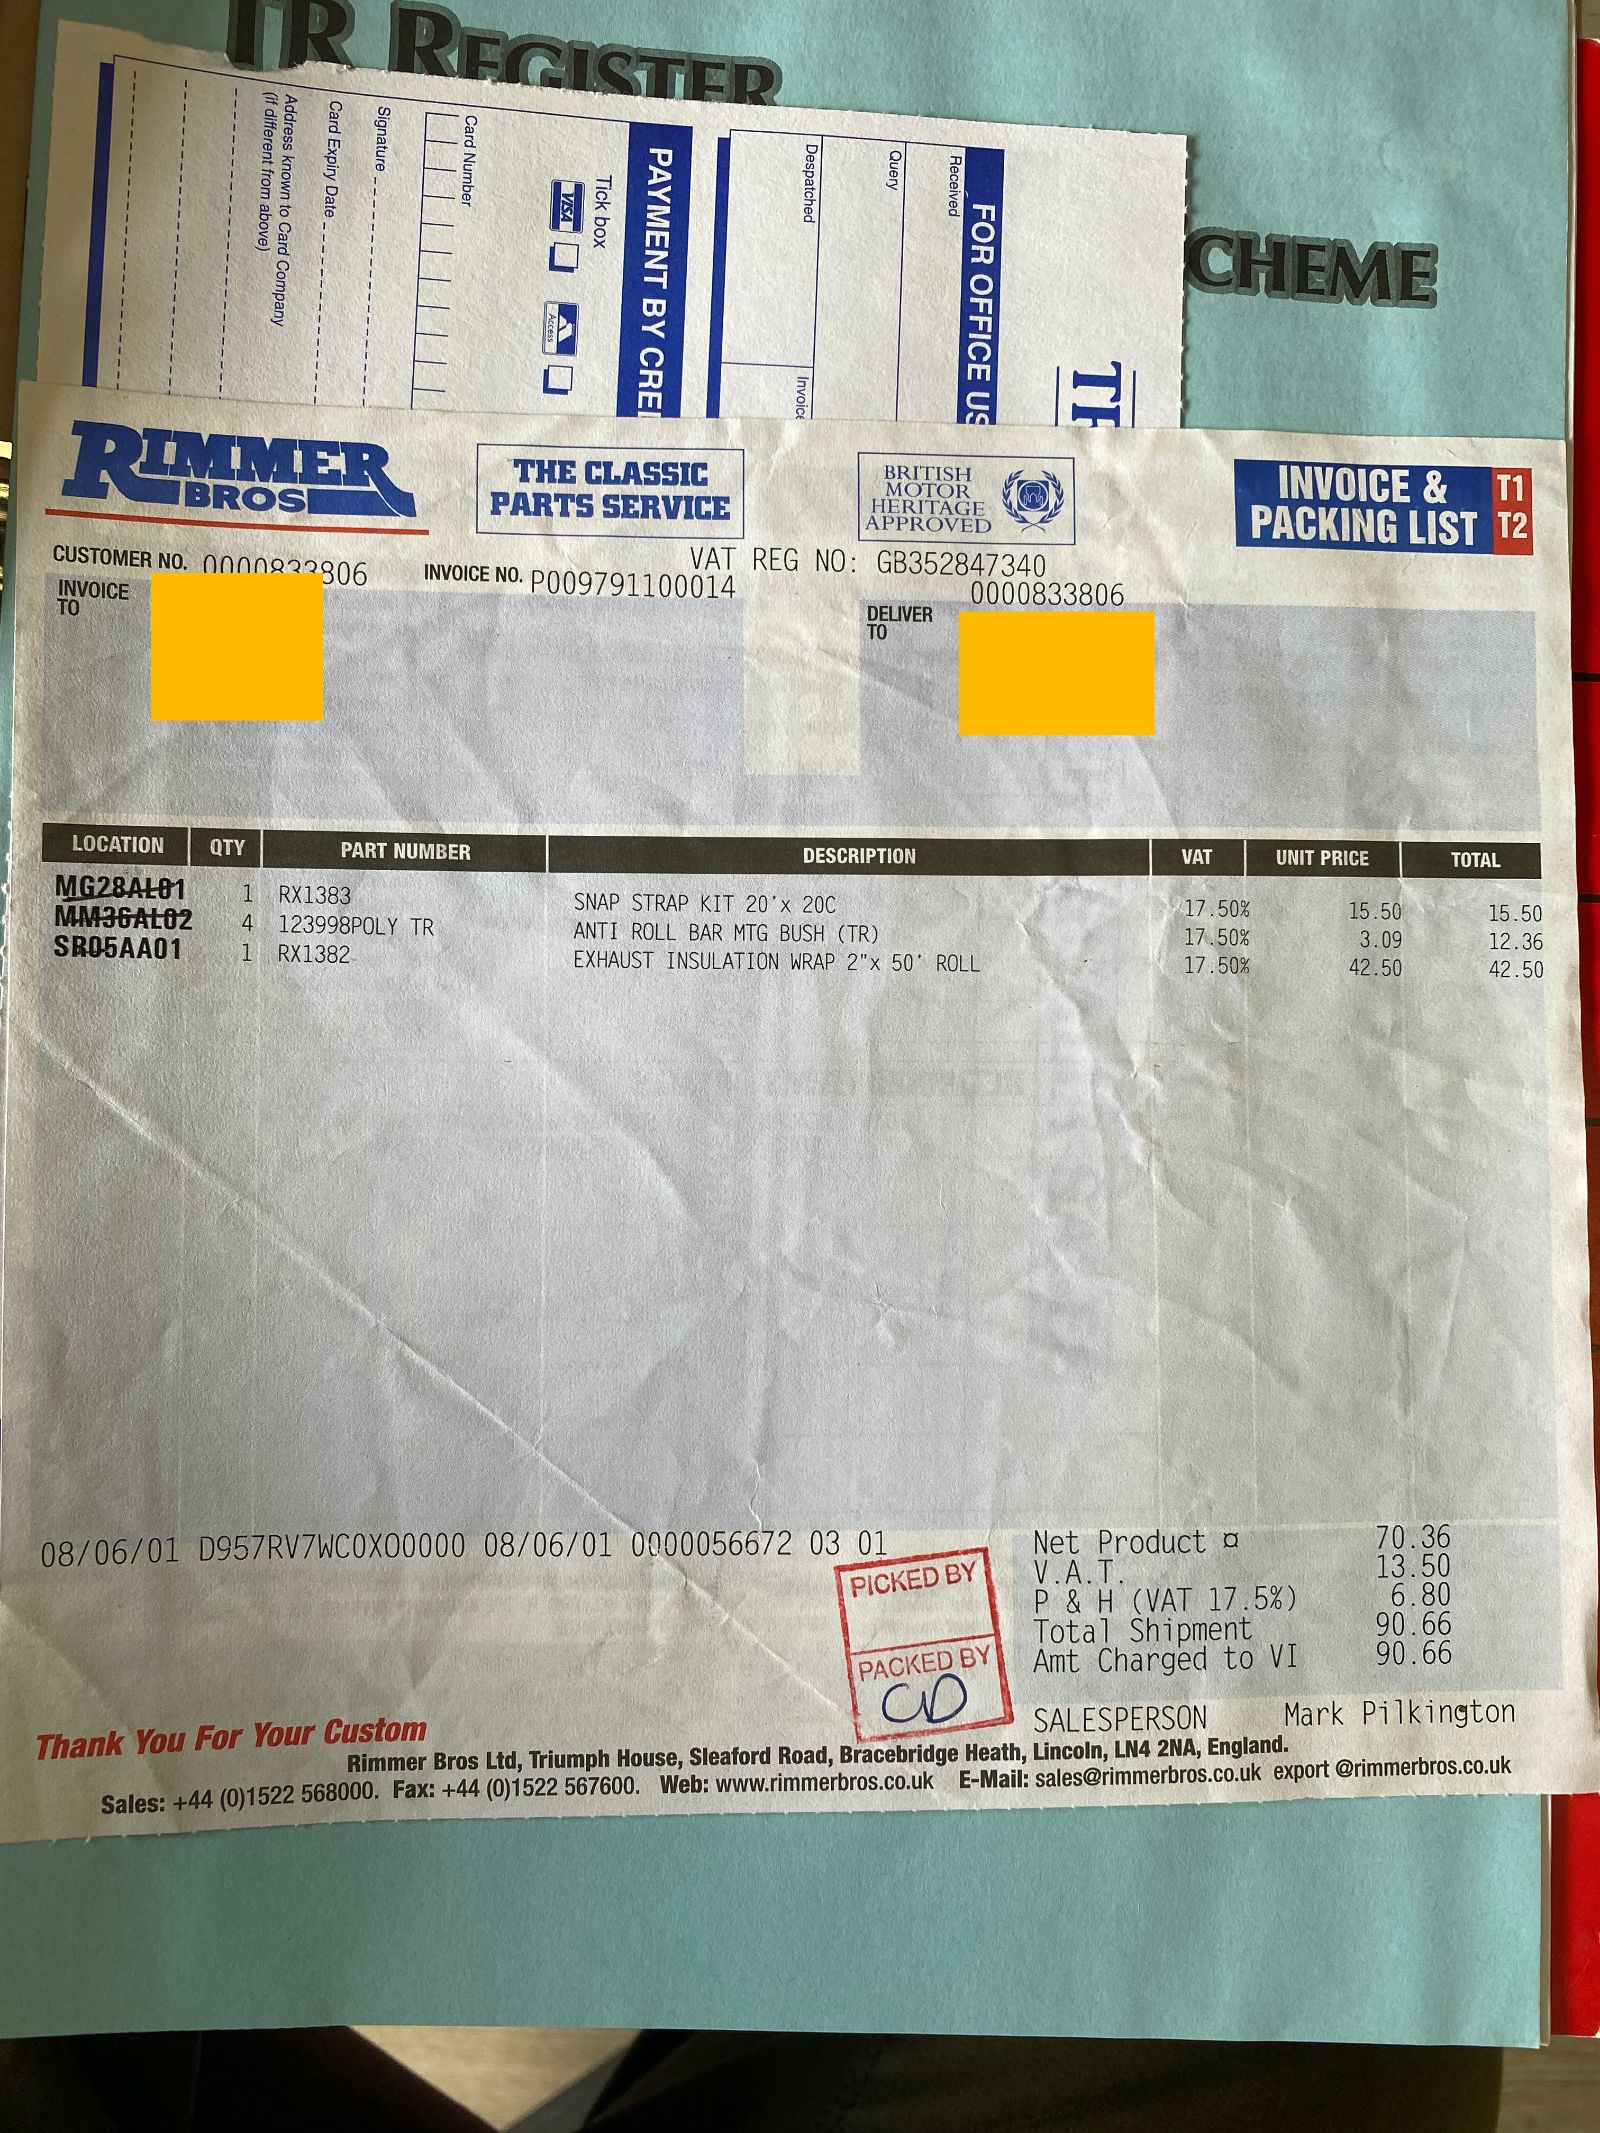 TR REGISTER
CHEME
FOR OFFICE US
Received
Query
Despatched
Invoice
PAYMENT BY CRE
Tick box
VISA
Access
Card Number
Signature
Card Expiry Date
Address known to Card Company
(if different from above)
RIMMER
BROS
THE CLASSIC
PARTS SERVICE
BRITISH
MOTOR
HERITAGE
APPROVED
INVOICE & PACKING LIST
T1
T2
CUSTOMER NO. 0000833806 INVOICE NO. P009791100014 VAT REG NO: GB352847340
0000833806
INVOICE TO
DELIVER TO
LOCATION QTY PART NUMBER DESCRIPTION VAT UNIT PRICE TOTAL
MG28AL01 1 RX1383 SNAP STRAP KIT 20'x 20C 17.50% 15.50 15.50
MM36AL02 4 123998POLY TR ANTI ROLL BAR MTG BUSH (TR) 17.50% 3.09 12.36
SR05AA01 1 RX1382 EXHAUST INSULATION WRAP 2"x 50' ROLL 17.50% 42.50 42.50
08/06/01 D957RV7WC0X00000 08/06/01 0000056672 03 01
Net Product ¤ 70.36
V.A.T. 13.50
P & H (VAT 17.5%) 6.80
Total Shipment 90.66
Amt Charged to VI 90.66
PICKED BY
PACKED BY
CD
SALESPERSON Mark Pilkington
Thank You For Your Custom
Rimmer Bros Ltd, Triumph House, Sleaford Road, Bracebridge Heath, Lincoln, LN4 2NA, England.
Sales: +44 (0)1522 568000. Fax: +44 (0)1522 567600. Web: www.rimmerbros.co.uk E-Mail: sales@rimmerbros.co.uk export @rimmerbros.co.uk